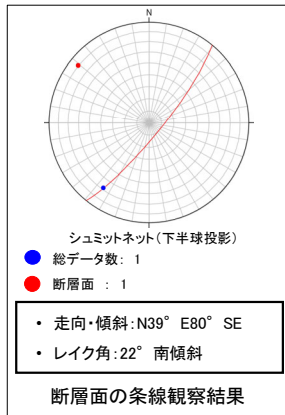 N
シュミットネット(下半球投影)
総データ数: 1
断層面 : 1
• 走向・傾斜:N39° E80° SE
• レイク角:22° 南傾斜
断層面の条線観察結果